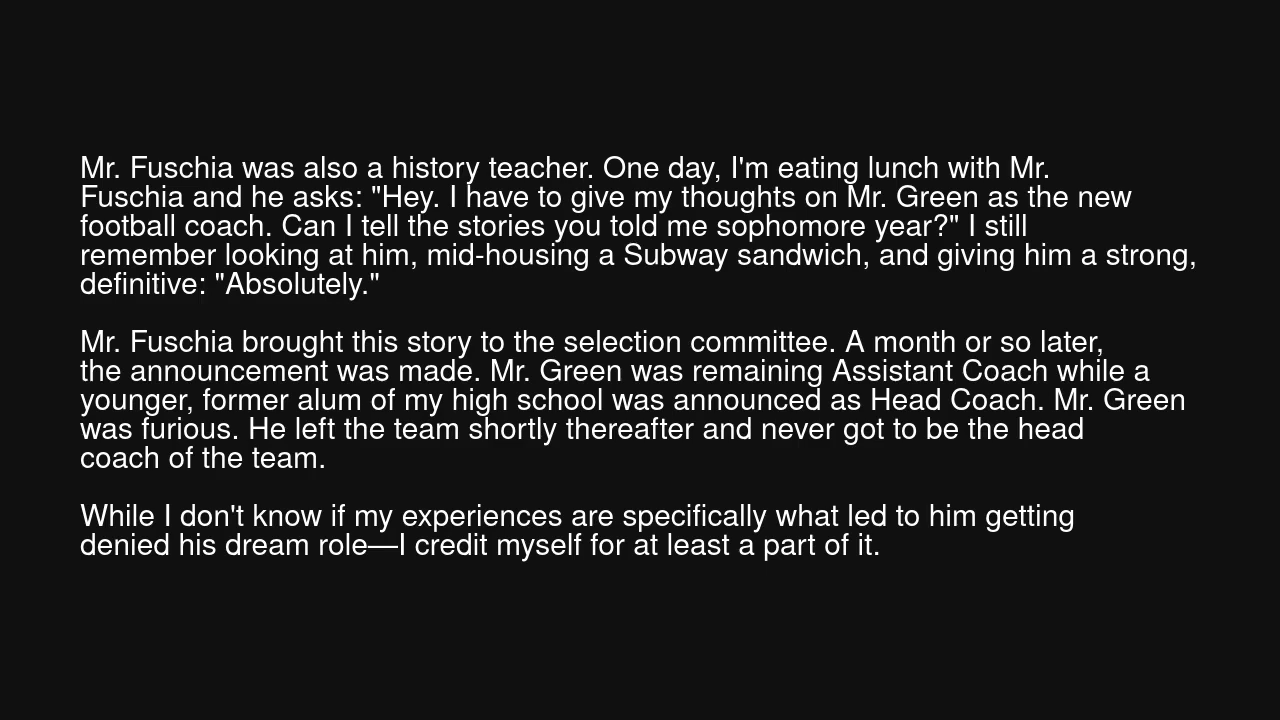 Mr. Fuschia was also a history teacher. One day, I'm eating lunch with Mr.
Fuschia and he asks: "Hey. I have to give my thoughts on Mr. Green as the new
football coach. Can I tell the stories you told me sophomore year?" I still
remember looking at him, mid-housing a Subway sandwich, and giving him a strong,
definitive: "Absolutely."
Mr. Fuschia brought this story to the selection committee. A month or so later,
the announcement was made. Mr. Green was remaining Assistant Coach while a
younger, former alum of my high school was announced as Head Coach. Mr. Green
was furious. He left the team shortly thereafter and never got to be the head
coach of the team.
While I don't know if my experiences are specifically what led to him getting
denied his dream role—I credit myself for at least a part of it.